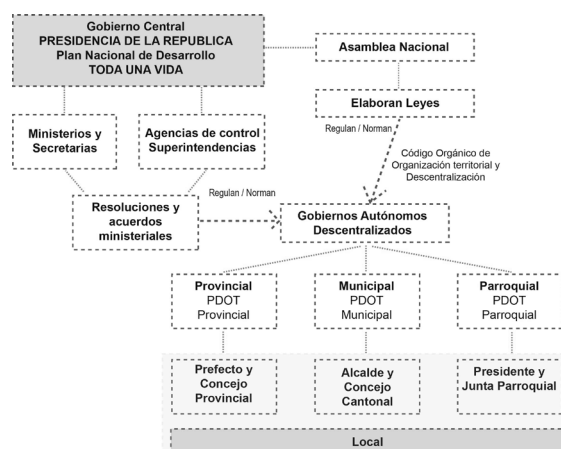 Gobierno Central
PRESIDENCIA DE LA REPUBLICA
Plan Nacional de Desarrollo
TODA UNA VIDA
Asamblea Nacional
Elaboran Leyes
Ministerios y
Secretarias
Agencias de control
Superintendencias
Regulan / Norman
Código Orgánico de
Organización territorial y
Descentralización
Resoluciones y
acuerdos
ministeriales
Regulan / Norman
Gobiernos Autónomos
Descentralizados
Provincial
PDOT
Provincial
Municipal
PDOT
Municipal
Parroquial
PDOT
Parroquial
Prefecto y
Concejo
Provincial
Alcalde y
Concejo
Cantonal
Presidente y
Junta Parroquial
Local